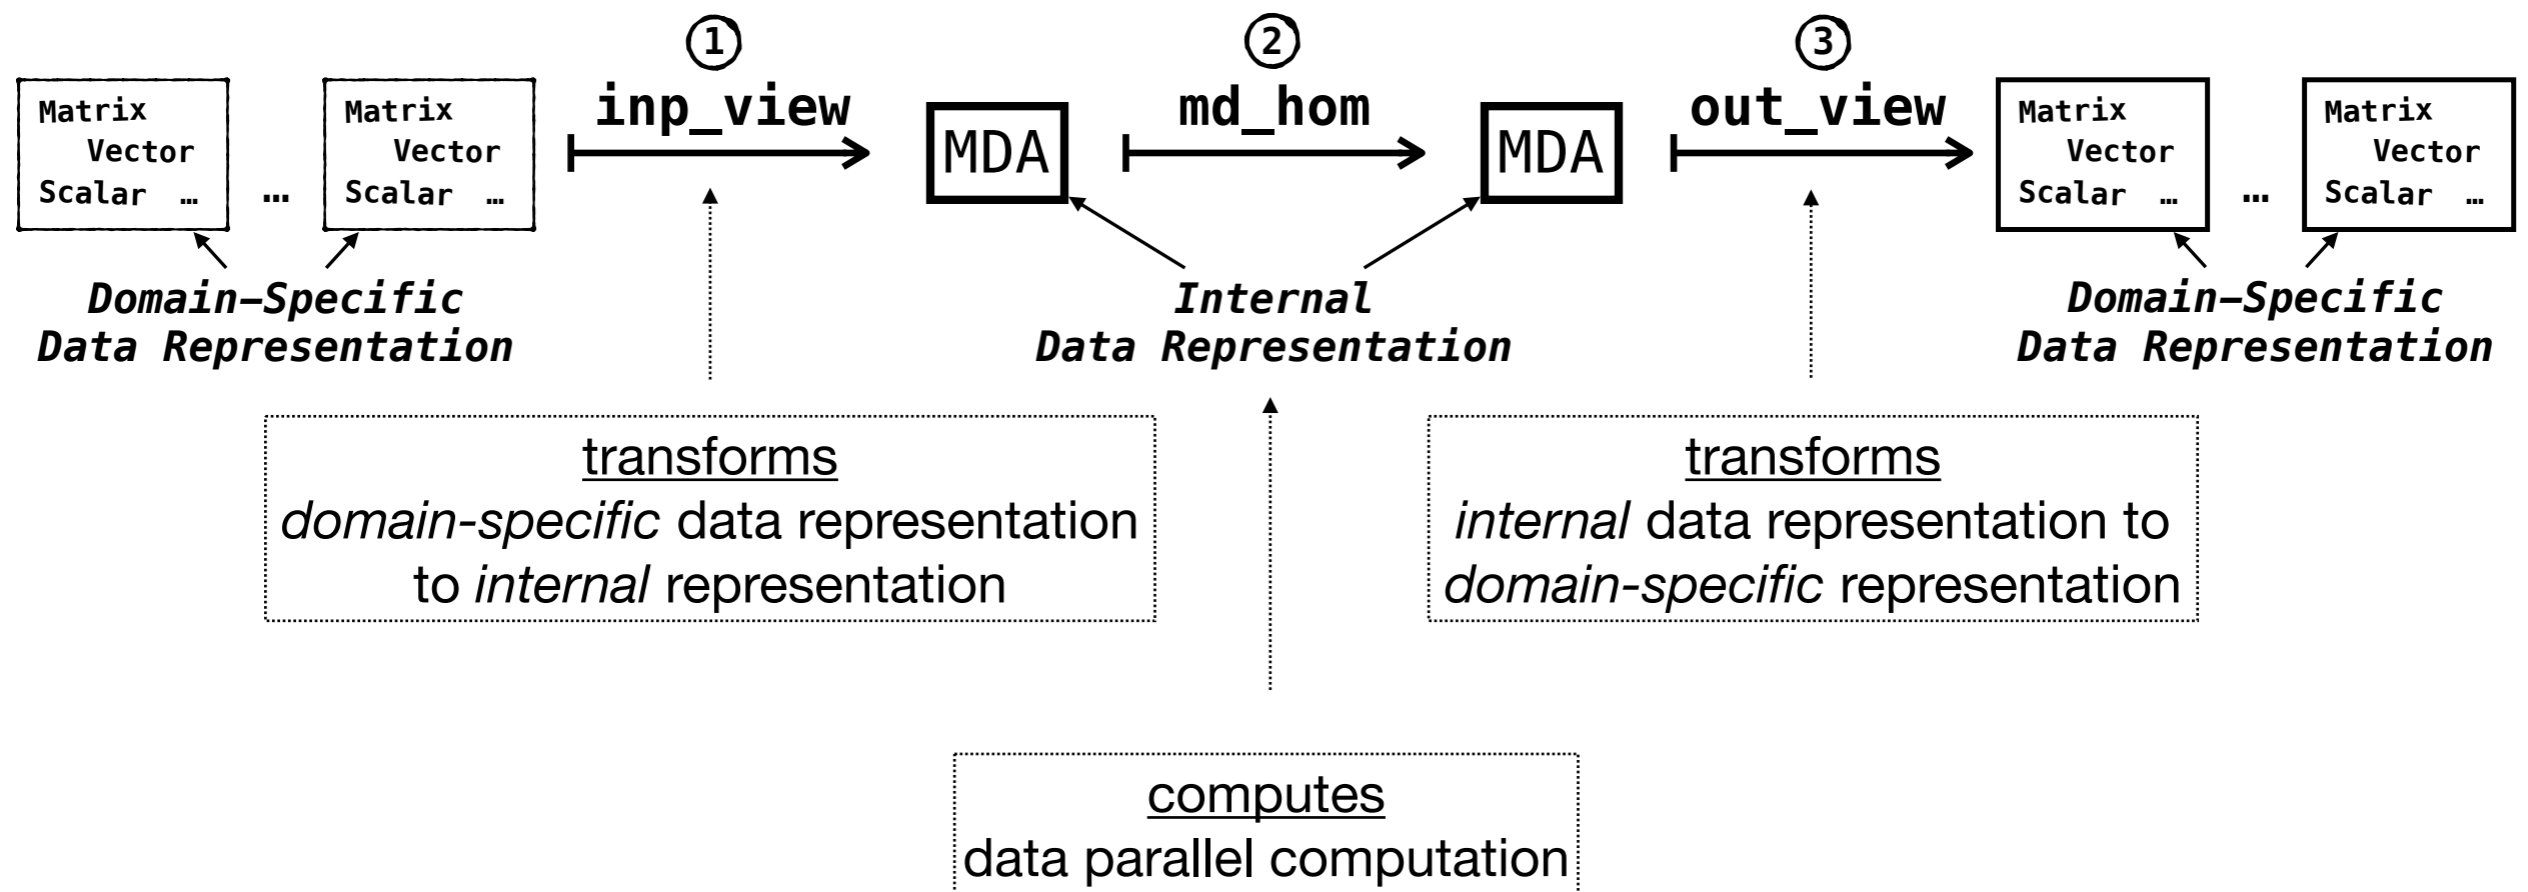 ① ② ③
inp_view md_hom out_view
Matrix
Vector
Scalar …
…
Matrix
Vector
Scalar …
MDA
MDA
Matrix
Vector
Scalar …
…
Matrix
Vector
Scalar …
Domain-Specific
Data Representation
Internal
Data Representation
Domain-Specific
Data Representation
transforms
domain-specific data representation
to internal representation
transforms
internal data representation to
domain-specific representation
computes
data parallel computation